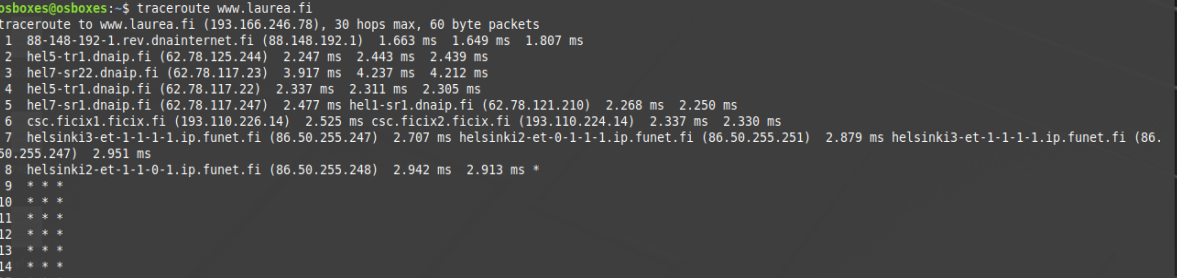 osboxes@osboxes:~$ traceroute www.laurea.fi
traceroute to www.laurea.fi (193.166.246.78), 30 hops max, 60 byte packets
1 88-148-192-1.rev.dnainternet.fi (88.148.192.1) 1.663 ms 1.649 ms 1.807 ms
2 hel5-tr1.dnaip.fi (62.78.125.244) 2.247 ms 2.443 ms 2.439 ms
3 hel7-sr22.dnaip.fi (62.78.117.23) 3.917 ms 4.237 ms 4.212 ms
4 hel5-tr1.dnaip.fi (62.78.117.22) 2.337 ms 2.311 ms 2.305 ms
5 hel7-sr1.dnaip.fi (62.78.117.247) 2.477 ms hel1-sr1.dnaip.fi (62.78.121.210) 2.268 ms 2.250 ms
6 csc.ficix1.ficix.fi (193.110.226.14) 2.525 ms csc.ficix2.ficix.fi (193.110.224.14) 2.337 ms 2.330 ms
7 helsinki3-et-1-1-1-1.ip.funet.fi (86.50.255.247) 2.707 ms helsinki2-et-0-1-1-1.ip.funet.fi (86.50.255.251) 2.879 ms helsinki3-et-1-1-1-1.ip.funet.fi (86.
50.255.247) 2.951 ms
8 helsinki2-et-1-1-0-1.ip.funet.fi (86.50.255.248) 2.942 ms 2.913 ms *
9 * * *
10 * * *
11 * * *
12 * * *
13 * * *
14 * * *